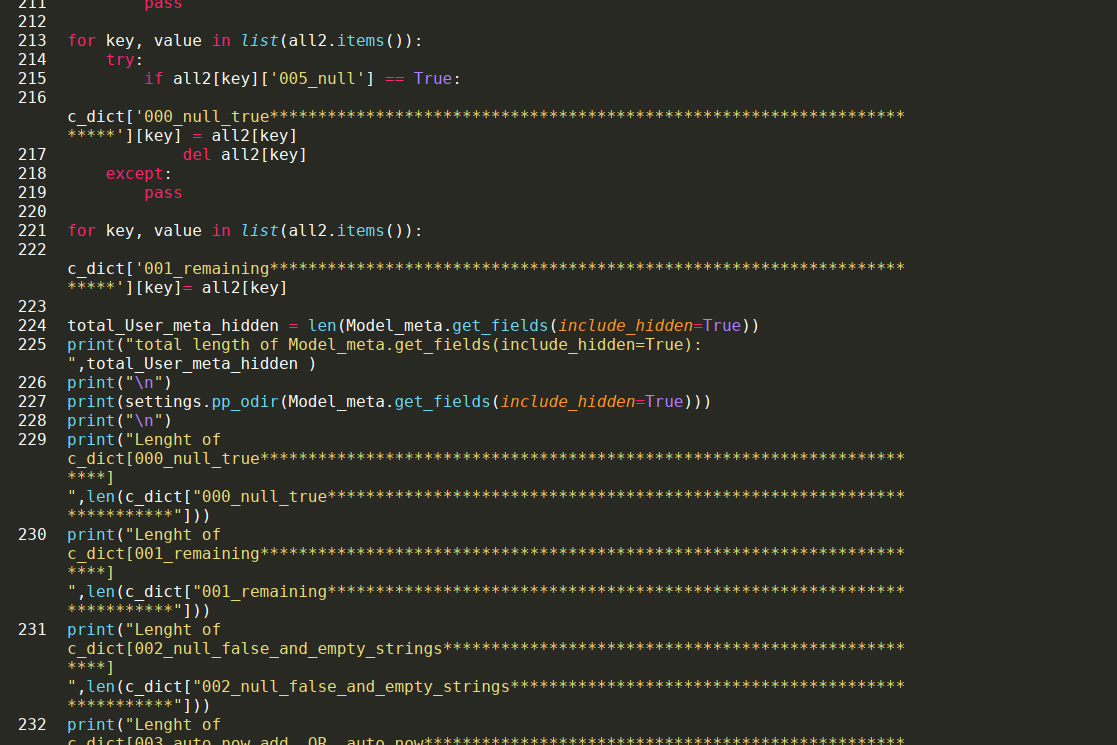 211 pass
212
213 for key, value in list(all2.items()):
214 try:
215 if all2[key]['005_null'] == True:
216
c_dict['000_null_true******************************************************************
*****'][key] = all2[key]
217 del all2[key]
218 except:
219 pass
220
221 for key, value in list(all2.items()):
222
c_dict['001_remaining******************************************************************
*****'][key]= all2[key]
223
224 total_User_meta_hidden = len(Model_meta.get_fields(include_hidden=True))
225 print("total length of Model_meta.get_fields(include_hidden=True):
",total_User_meta_hidden )
226 print("\n")
227 print(settings.pp_odir(Model_meta.get_fields(include_hidden=True)))
228 print("\n")
229 print("Lenght of
c_dict[000_null_true*******************************************************************
****]
",len(c_dict["000_null_true************************************************************
***********"]))
230 print("Lenght of
c_dict[001_remaining*******************************************************************
****]
",len(c_dict["001_remaining************************************************************
***********"]))
231 print("Lenght of
c_dict[002_null_false_and_empty_strings************************************************
****]
",len(c_dict["002_null_false_and_empty_strings*****************************************
***********"]))
232 print("Lenght of
c_dict[003_auto_now_add__OR__auto_now**************************************************